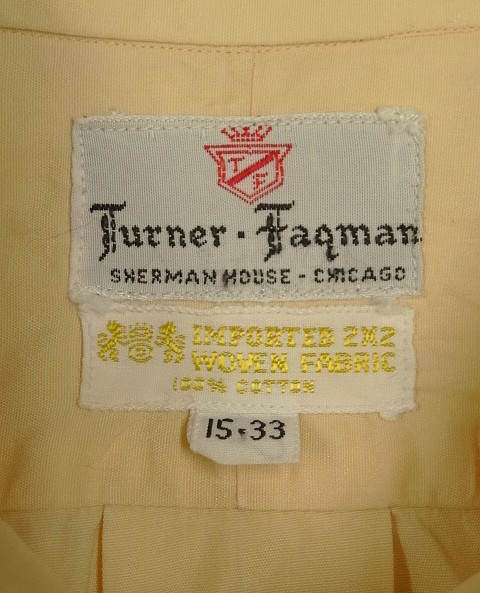 T F
Turner · Faqman
SHERMAN HOUSE - CHICAGO
IMPORTED 2X2
WOVEN FABRIC
100% COTTON
15·33